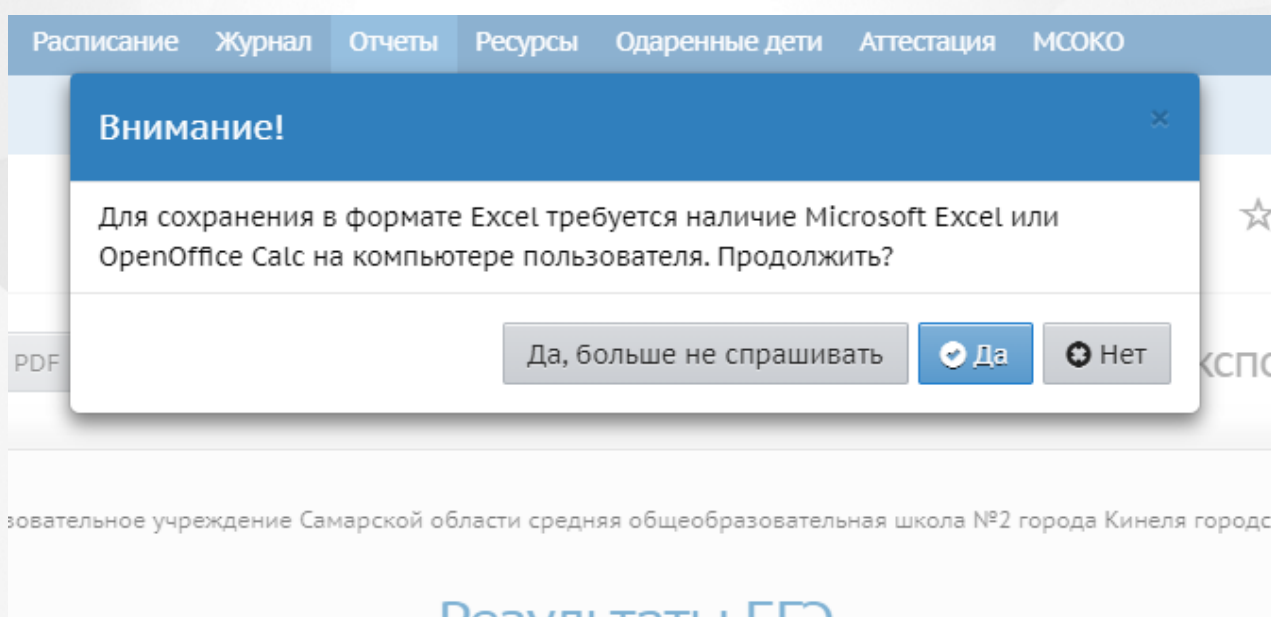 Расписание Журнал Отчеты Ресурсы Одаренные дети Аттестация МСОКО
Внимание! ×
Для сохранения в формате Excel требуется наличие Microsoft Excel или
OpenOffice Calc на компьютере пользователя. Продолжить?
Да, больше не спрашивать Да Нет
PDF
учреждение Самарской области средняя общеобразовательная школа №2 города Кинеля
Результаты ЕГЭ